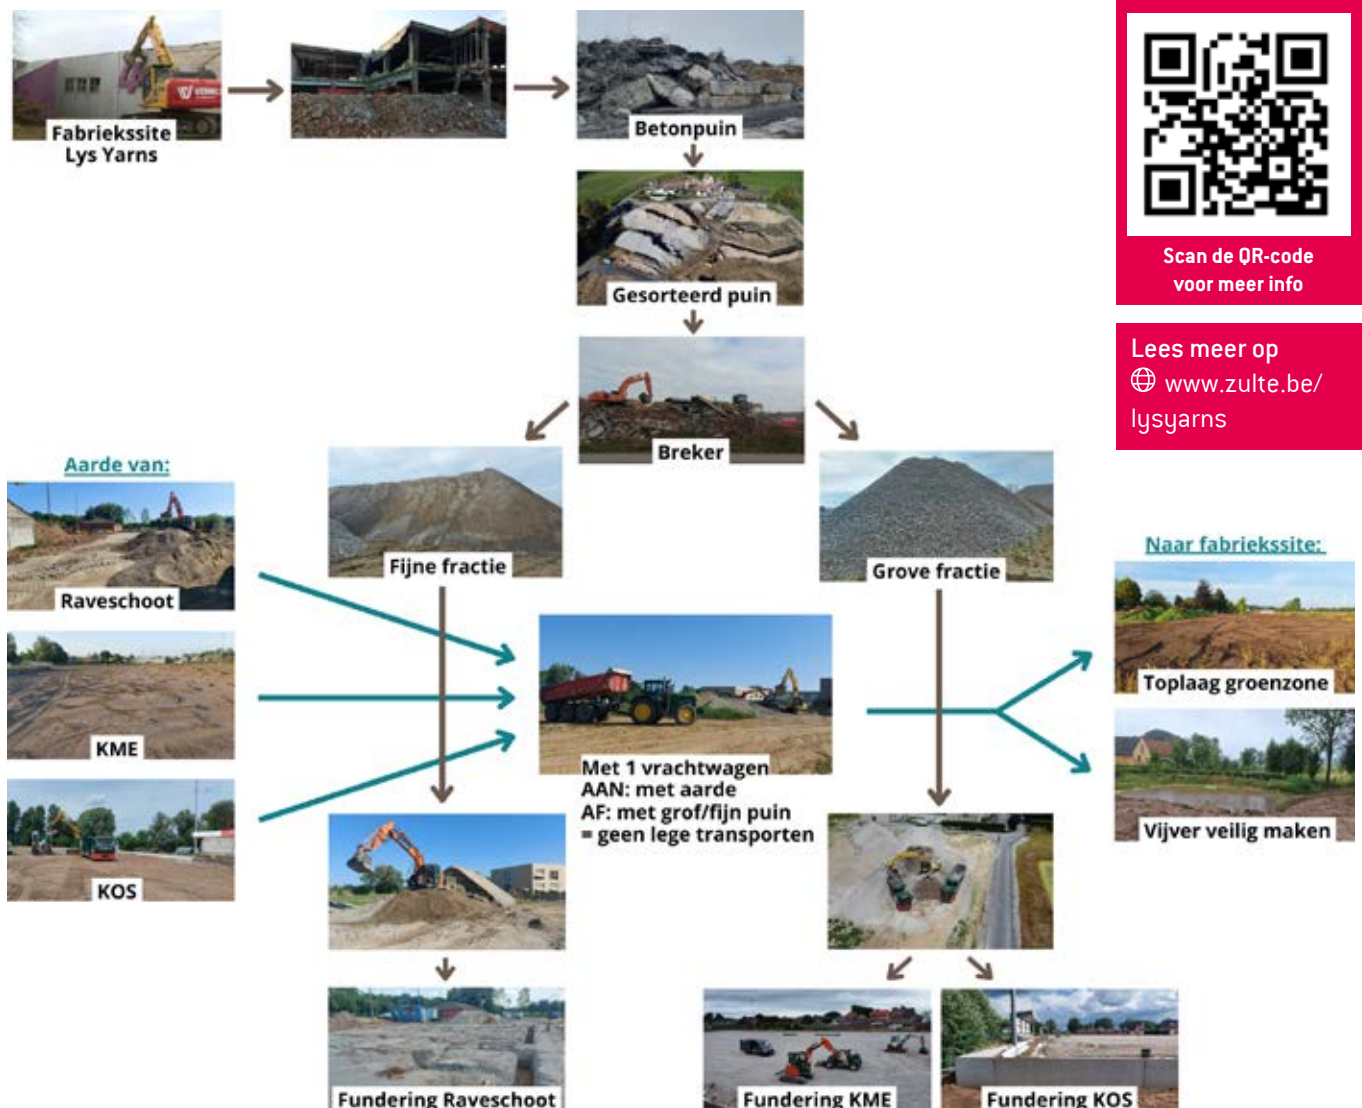 Fabriekssite
Lys Yarns
Betonpuin
Gesorteerd puin
Breker
Scan de QR-code
voor meer info
Lees meer op
www.zulte.be/
lysyarns
Aarde van:
Raveschoot
KME
KOS
Fijne fractie
Grove fractie
Met 1 vrachtwagen
AAN: met aarde
AF: met grof/fijn puin
= geen lege transporten
Naar fabriekssite:
Toplaag groenzone
Vijver veilig maken
Fundering Raveschoot
Fundering KME
Fundering KOS